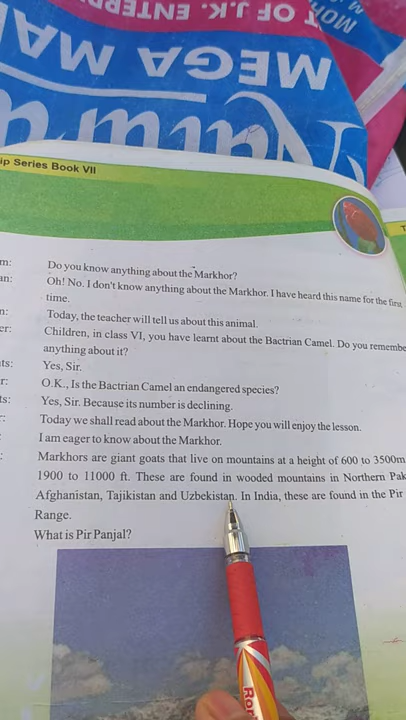 OF J.K. ENTERP
MEGA MA
ip Series Book VII
m: Do you know anything about the Markhor?
an: Oh! No. I don't know anything about the Markhor. I have heard this name for the first
time.
n: Today, the teacher will tell us about this animal.
er: Children, in class VI, you have learnt about the Bactrian Camel. Do you remembe
anything about it?
ts: Yes, Sir.
r: O.K., Is the Bactrian Camel an endangered species?
ts: Yes, Sir. Because its number is declining.
r: Today we shall read about the Markhor. Hope you will enjoy the lesson.
: I am eager to know about the Markhor.
: Markhors are giant goats that live on mountains at a height of 600 to 3500m
1900 to 11000 ft. These are found in wooded mountains in Northern Pak
Afghanistan, Tajikistan and Uzbekistan. In India, these are found in the Pir
Range.
What is Pir Panjal?